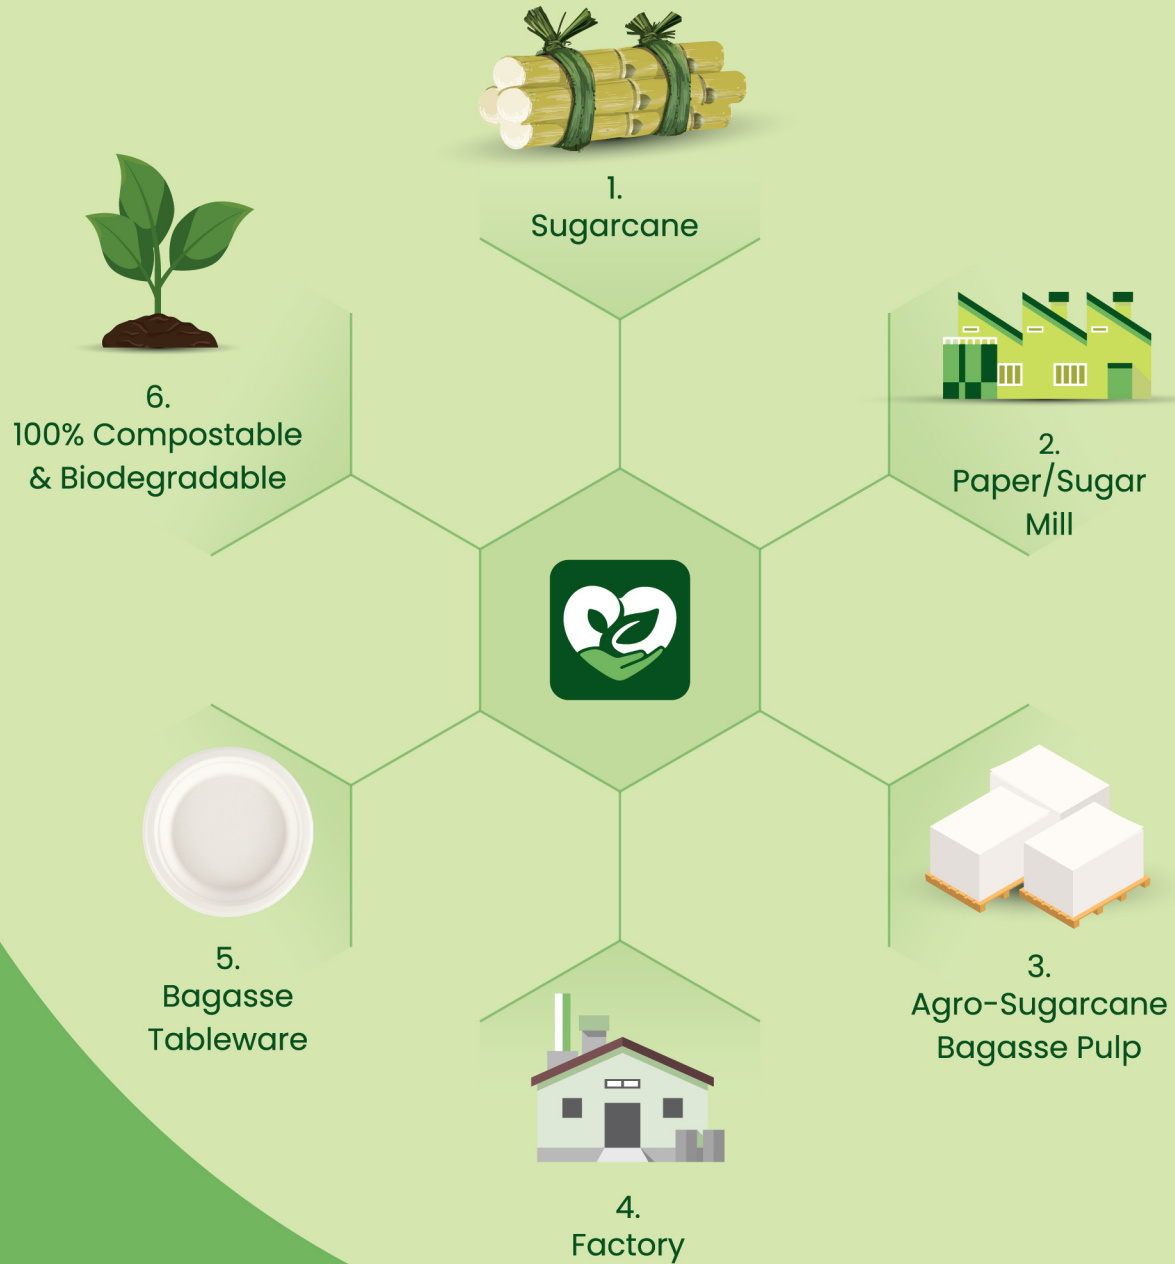 1.
Sugarcane
2.
Paper/Sugar
Mill
3.
Agro-Sugarcane
Bagasse Pulp
4.
Factory
5.
Bagasse
Tableware
6.
100% Compostable
& Biodegradable